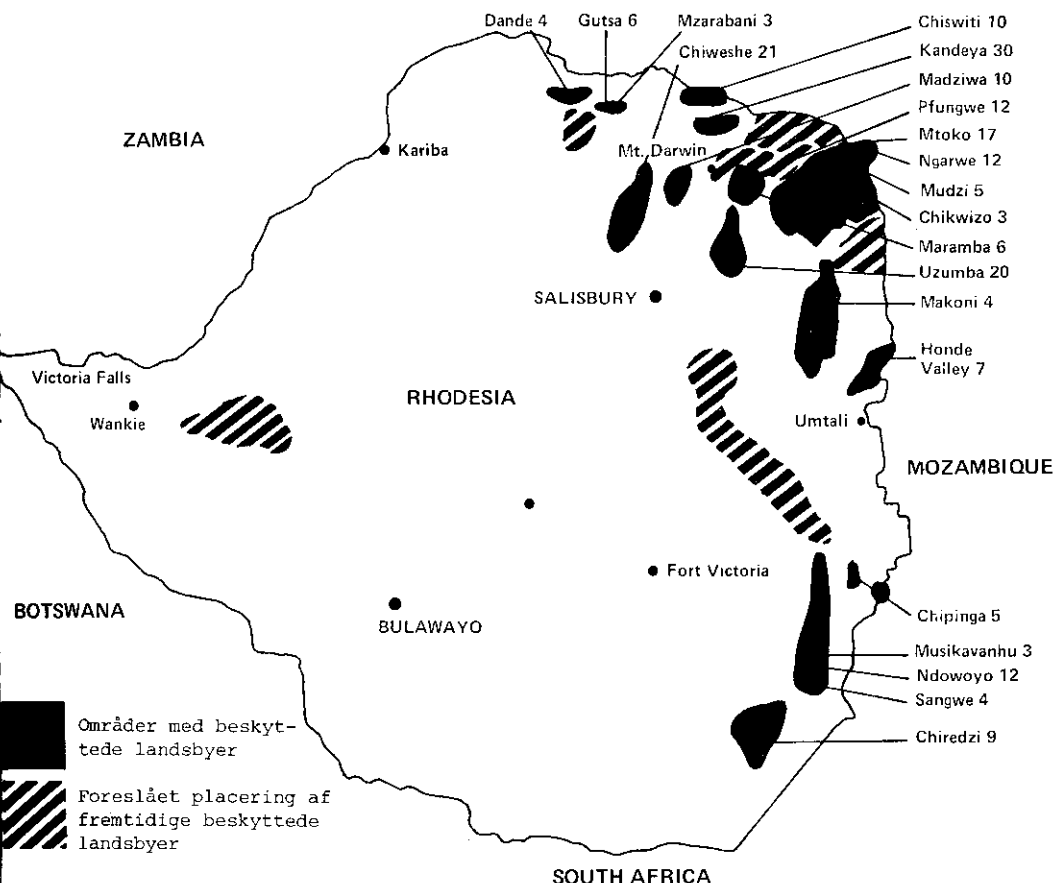 Dande 4
Gutsa 6
Mzarabani 3
Chiweshe 21
Chiswiti 10
Kandeya 30
Madziwa 10
Pfungwe 12
Mtoko 17
Ngarwe 12
Mudzi 5
Chikwizo 3
Maramba 6
Uzumba 20
Makoni 4
Honde
Valley 7
ZAMBIA
Kariba
Mt. Darwin
SALISBURY
Victoria Falls
Wankie
RHODESIA
Umtali
MOZAMBIQUE
Fort Victoria
BOTSWANA
BULAWAYO
Chipinga 5
Musikavanhu 3
Ndowoyo 12
Sangwe 4
Chiredzi 9
Områder med beskyt-
tede landsbyer
Foreslået placering af
fremtidige beskyttede
landsbyer
SOUTH AFRICA